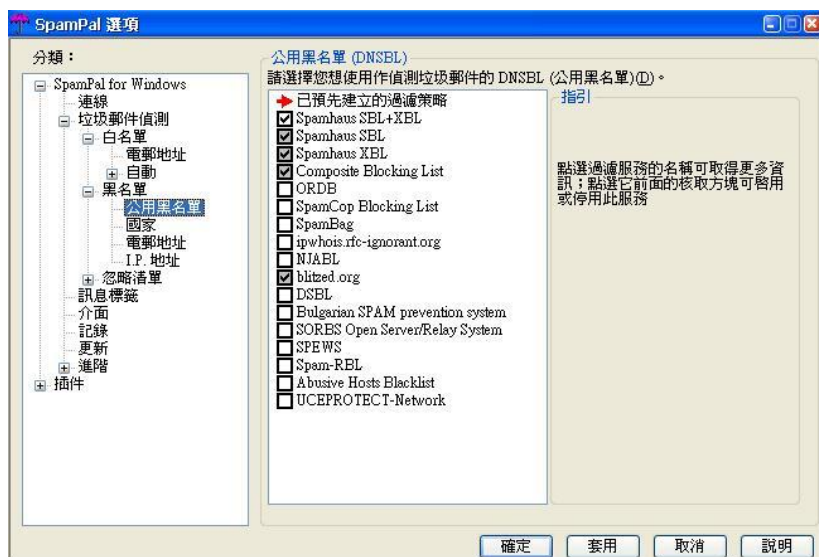 SpamPal 選項
分類：
SpamPal for Windows
連線
垃圾郵件偵測
白名單
電郵地址
自動
黑名單
公用黑名單
國家
電郵地址
I.P. 地址
忽略清單
訊息標籤
介面
記錄
更新
進階
插件
公用黑名單 (DNSBL)
請選擇您想使用作偵測垃圾郵件的 DNSBL (公用黑名單)(D)。
已預先建立的過濾策略
Spamhaus SBL+XBL
Spamhaus SBL
Spamhaus XBL
Composite Blocking List
ORDB
SpamCop Blocking List
SpamBag
ipwhois.rfc-ignorant.org
NJABL
blitzed.org
DSBL
Bulgarian SPAM prevention system
SORBS Open Server/Relay System
SPEWS
Spam-RBL
Abusive Hosts Blacklist
UCEPROTECT-Network
指引
點選過濾服務的名稱可取得更多資
訊；點選它前面的核取方塊可啓用
或停用此服務
確定
套用
取消
說明